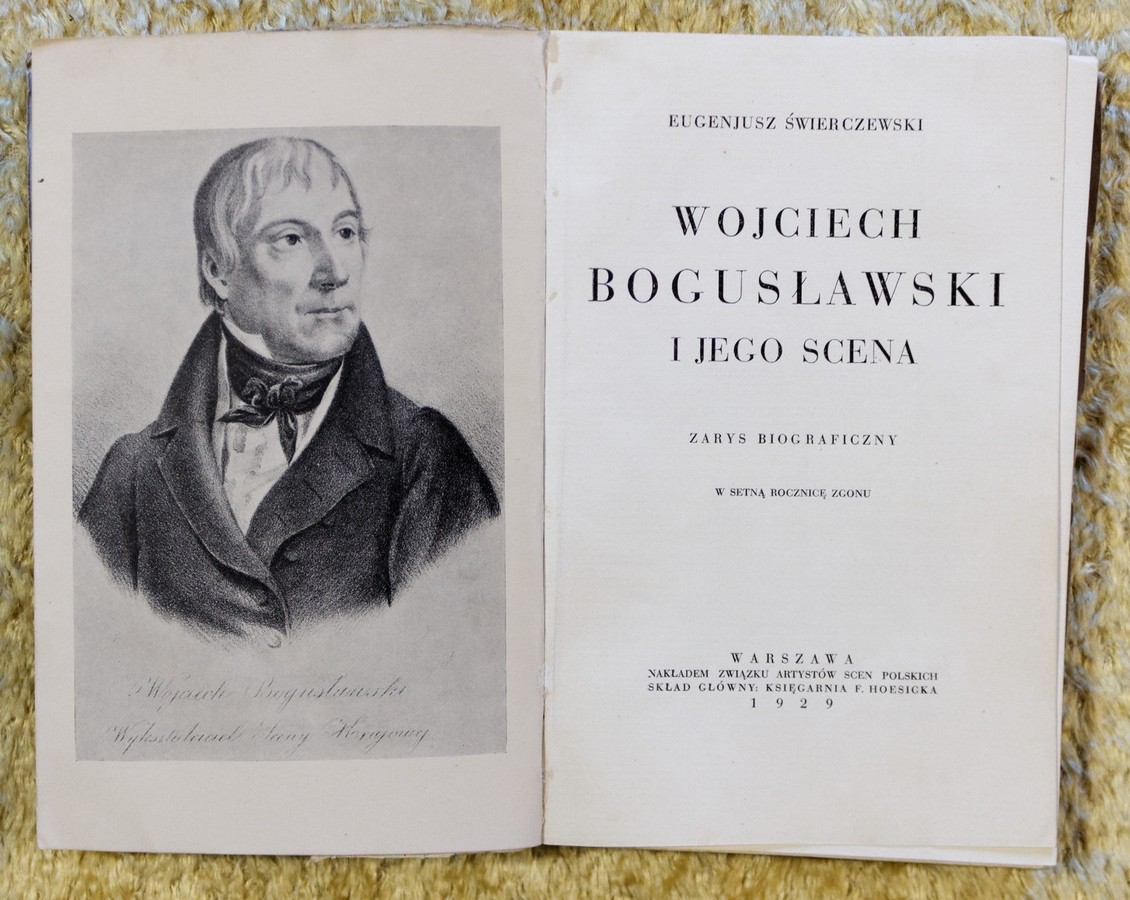 Wojciech Bogusławski
Wykształciciel Sceny Krajowey
EUGENJUSZ ŚWIERCZEWSKI
WOJCIECH
BOGUSŁAWSKI
I JEGO SCENA
ZARYS BIOGRAFICZNY
W SETNĄ ROCZNICĘ ZGONU
WARSZAWA
NAKŁADEM ZWIĄZKU ARTYSTÓW SCEN POLSKICH
SKŁAD GŁÓWNY: KSIĘGARNIA F. HOESICKA
1929